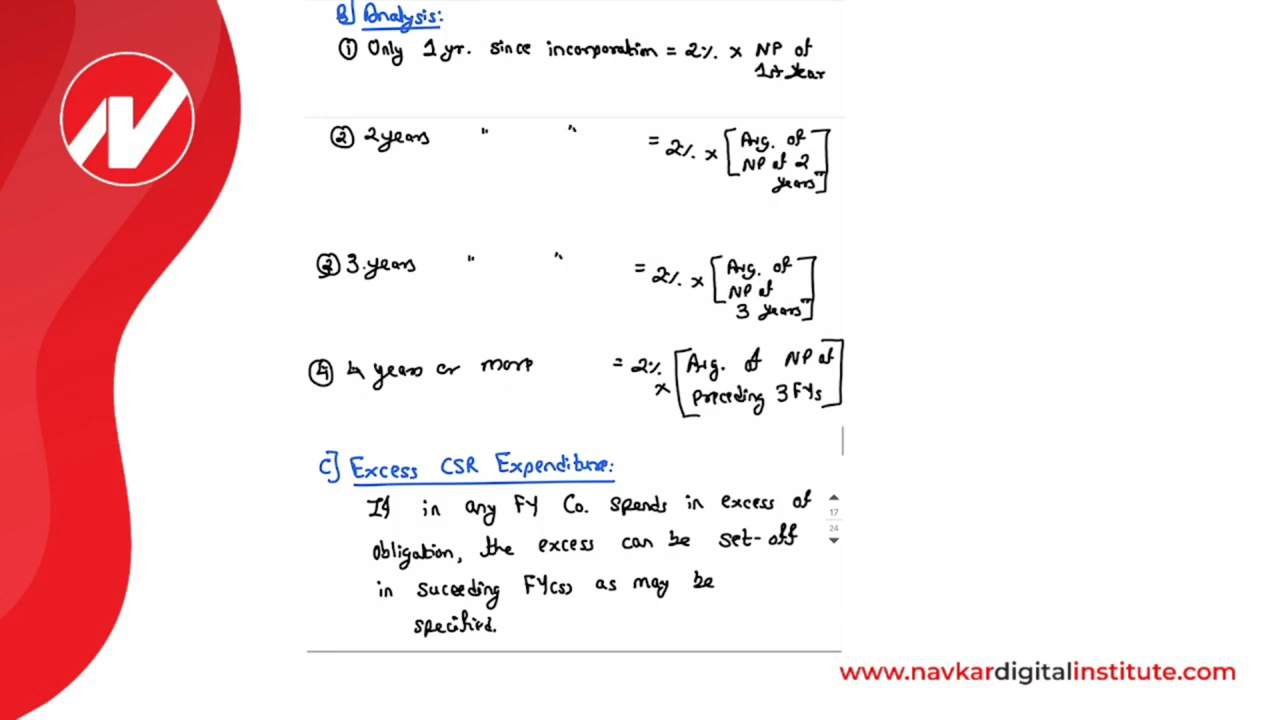 B] Analysis:
① Only 1 yr. since incorporation = 2% × NP of
1st year
② 2 years " " = 2% × [Avg. of
NP of 2
years]
③ 3 years " " = 2% × [Avg. of
NP of
3 years]
④ 4 years or more = 2%
× [Avg. of NP of
preceding 3 FYs]
C] Excess CSR Expenditure:
If in any FY Co. spends in excess of
obligation, the excess can be set-off
in suceeding FY(s) as may be
specified.
17
24
www.navkardigitalinstitute.com